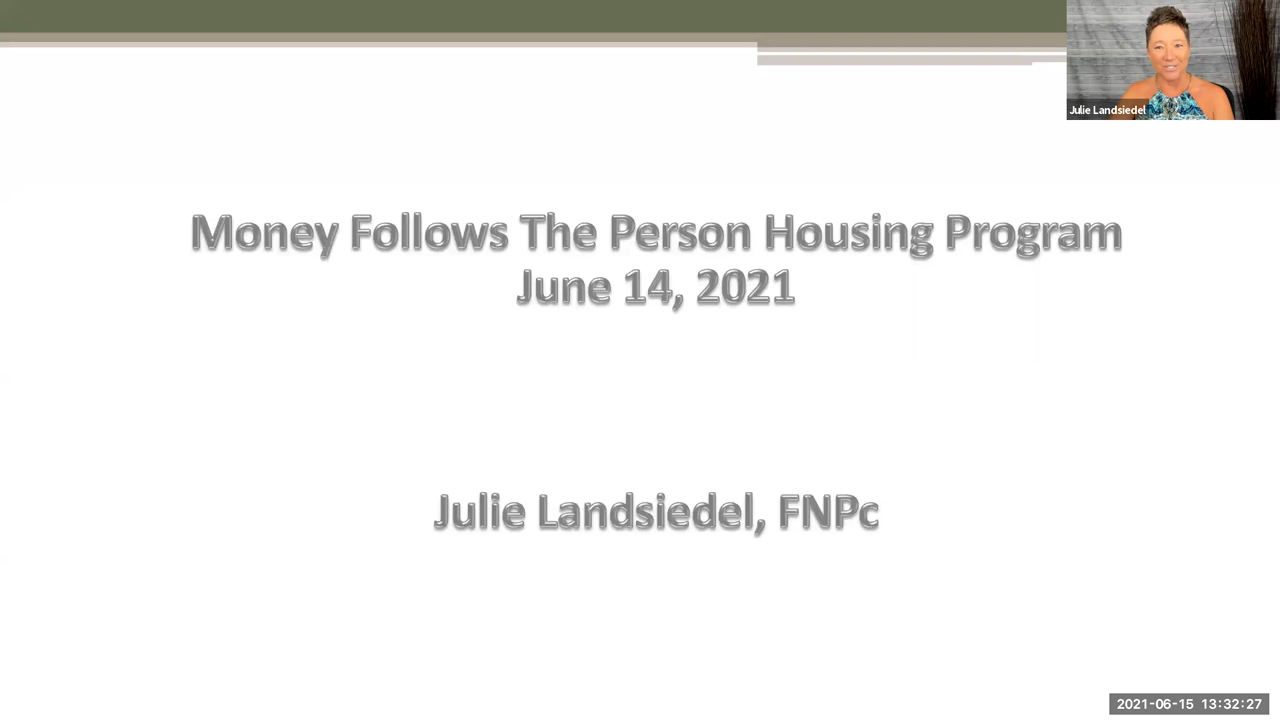 Julie Landsiedel
Money Follows The Person Housing Program
June 14, 2021
Julie Landsiedel, FNPc
2021-06-15 13:32:27